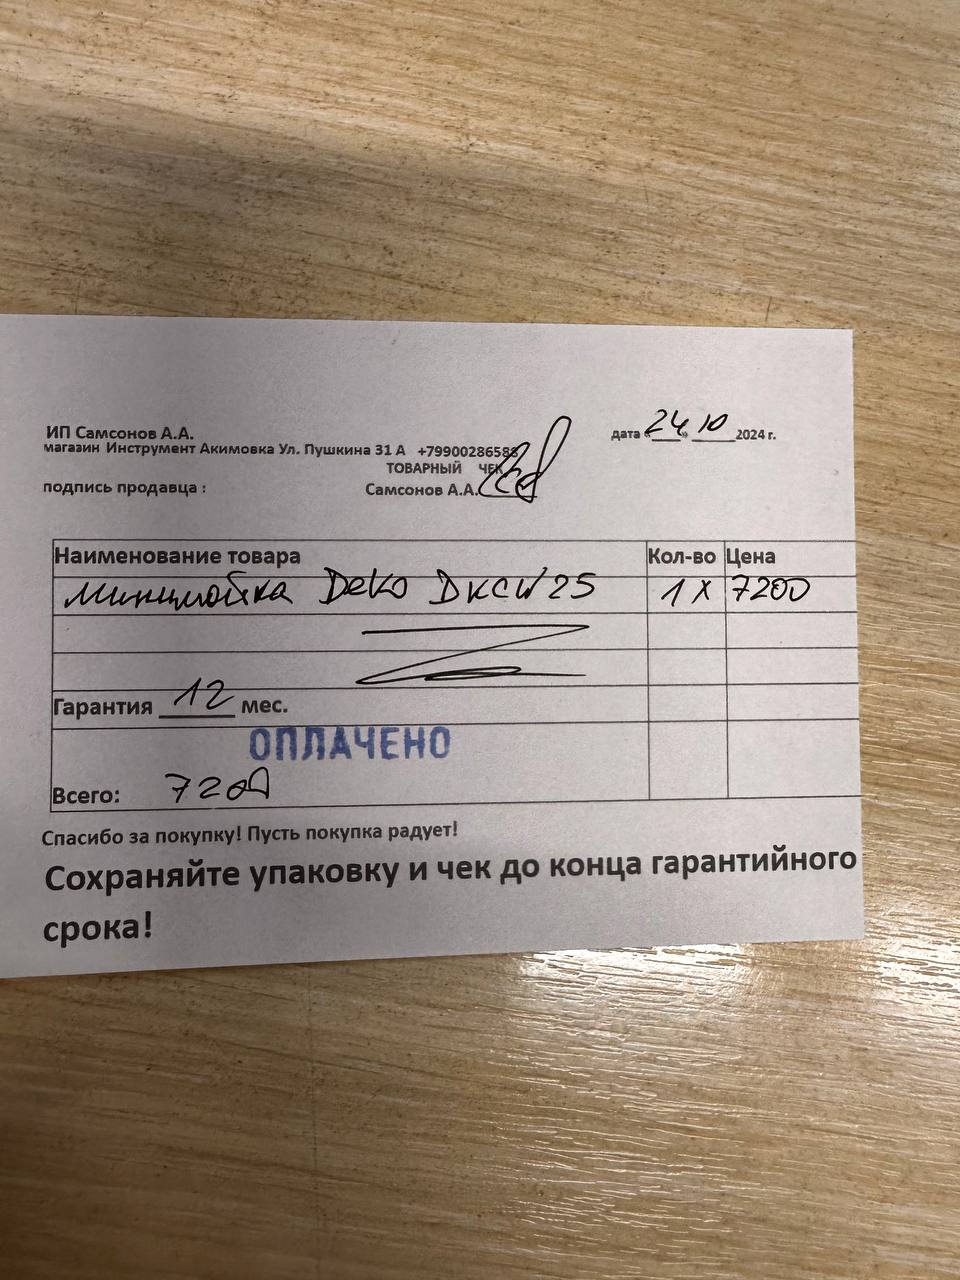 ИП Самсонов А.А.
дата «24» 10 2024 г.
магазин Инструмент Акимовка Ул. Пушкина 31 А +79900286588
ТОВАРНЫЙ ЧЕК
подпись продавца : Самсонов А.А.
Наименование товара Кол-во Цена
Минимойка Deko DKCW25 1 x 7200
Гарантия 12 мес.
ОПЛАЧЕНО
Всего: 7200
Спасибо за покупку! Пусть покупка радует!
Сохраняйте упаковку и чек до конца гарантийного
срока!